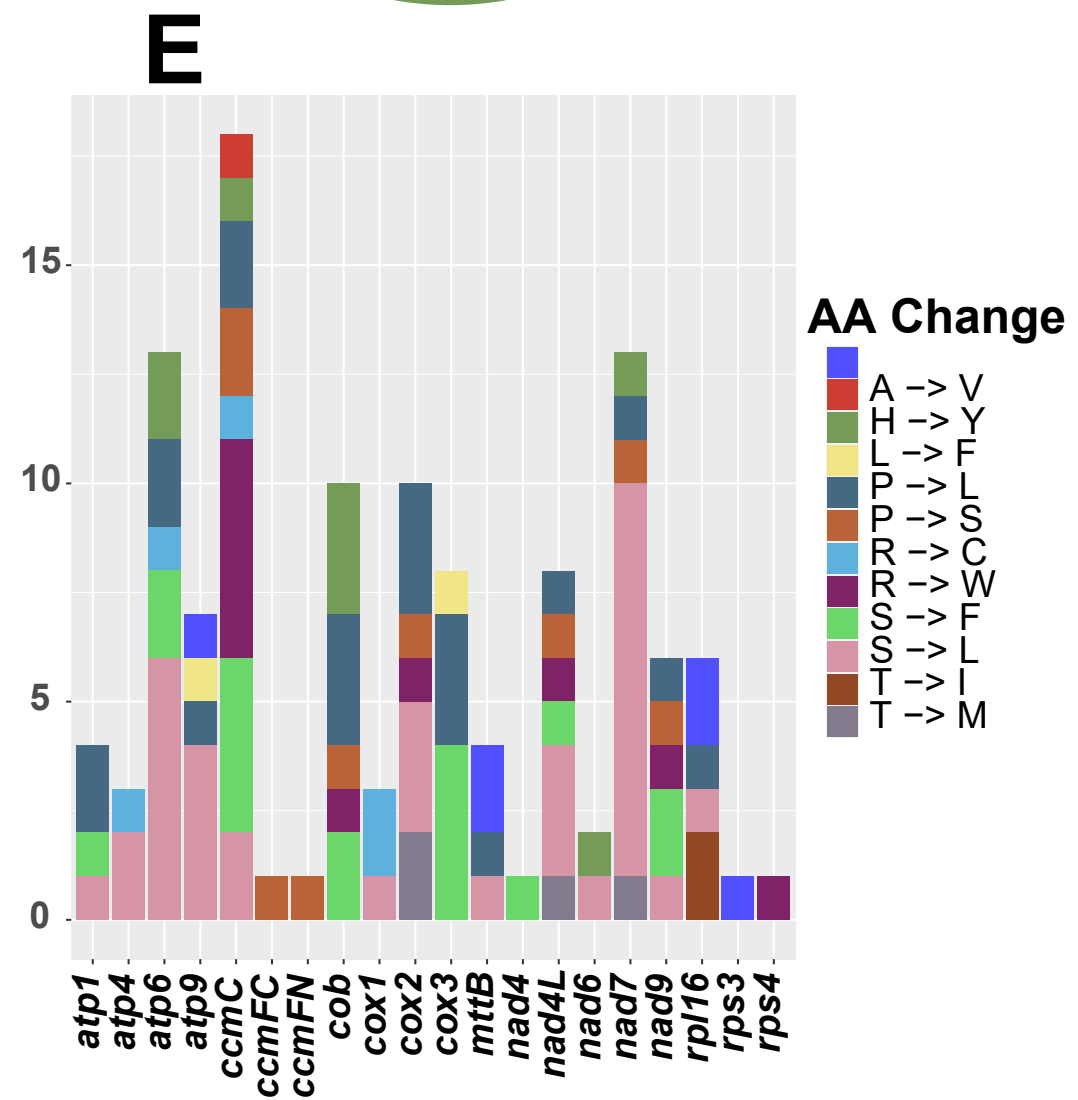 E
15
10
5
0
AA Change
A –> V
H –> Y
L –> F
P –> L
P –> S
R –> C
R –> W
S –> F
S –> L
T –> I
T –> M
atp1
atp4
atp6
atp9
ccmC
ccmFC
ccmFN
cob
cox1
cox2
cox3
mttB
nad4
nad4L
nad6
nad7
nad9
rpl16
rps3
rps4